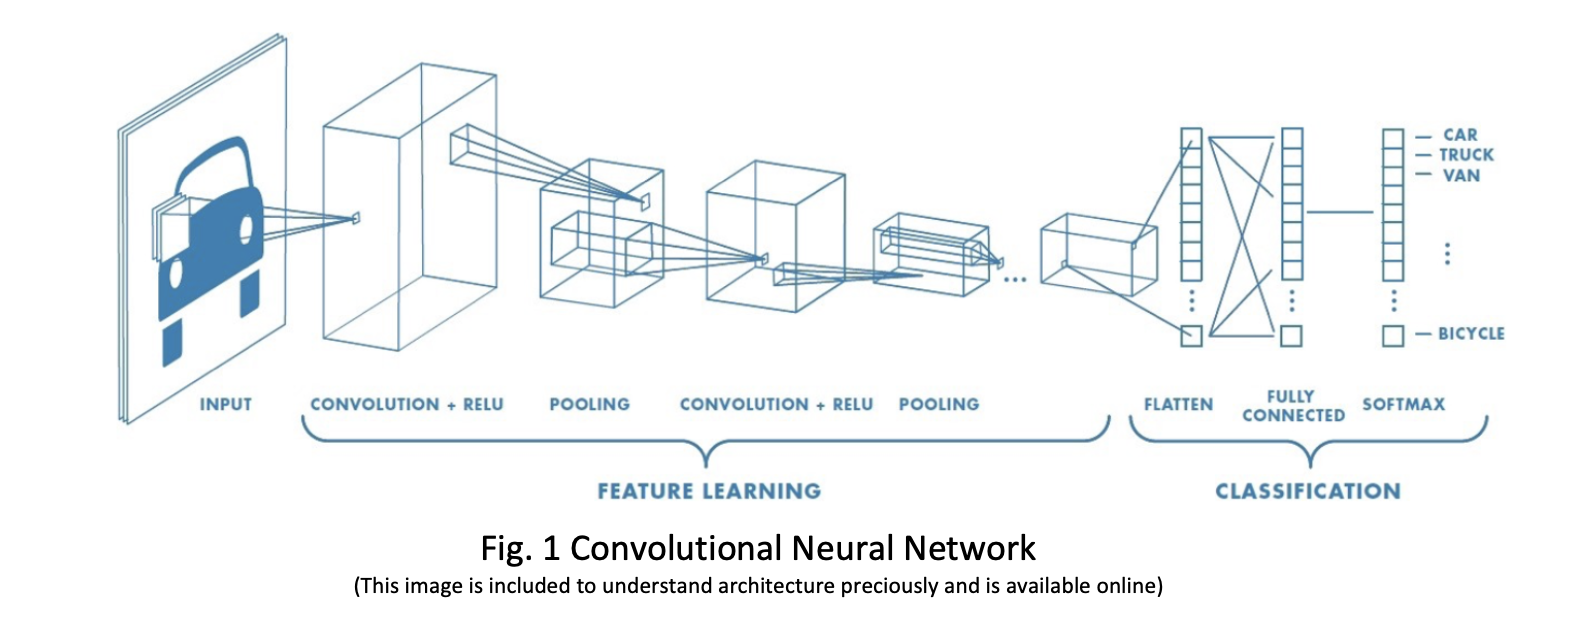 CAR
TRUCK
VAN
BICYCLE
INPUT
CONVOLUTION + RELU
POOLING
CONVOLUTION + RELU
POOLING
FLATTEN
FULLY
CONNECTED
SOFTMAX
FEATURE LEARNING
CLASSIFICATION
Fig. 1 Convolutional Neural Network
(This image is included to understand architecture preciously and is available online)